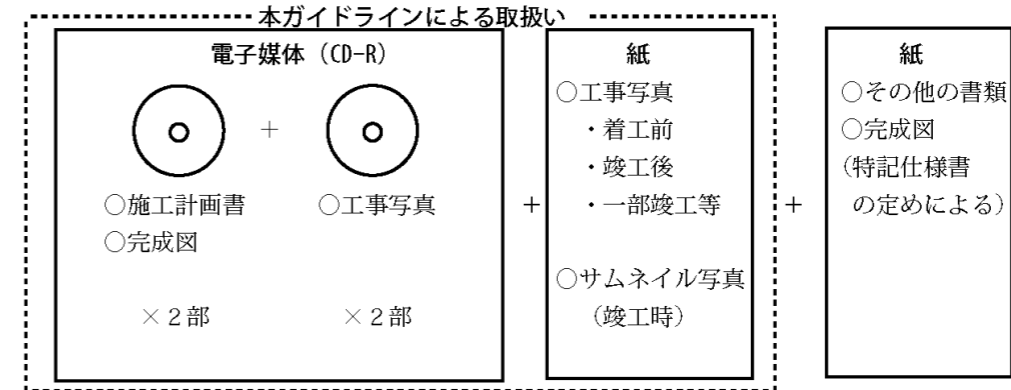 本ガイドラインによる取扱い
電子媒体（CD-R）
＋
○施工計画書
○完成図
×２部
○工事写真
×２部
＋
紙
○工事写真
・着工前
・竣工後
・一部竣工等
○サムネイル写真
（竣工時）
＋
紙
○その他の書類
○完成図
（特記仕様書
の定めによる）